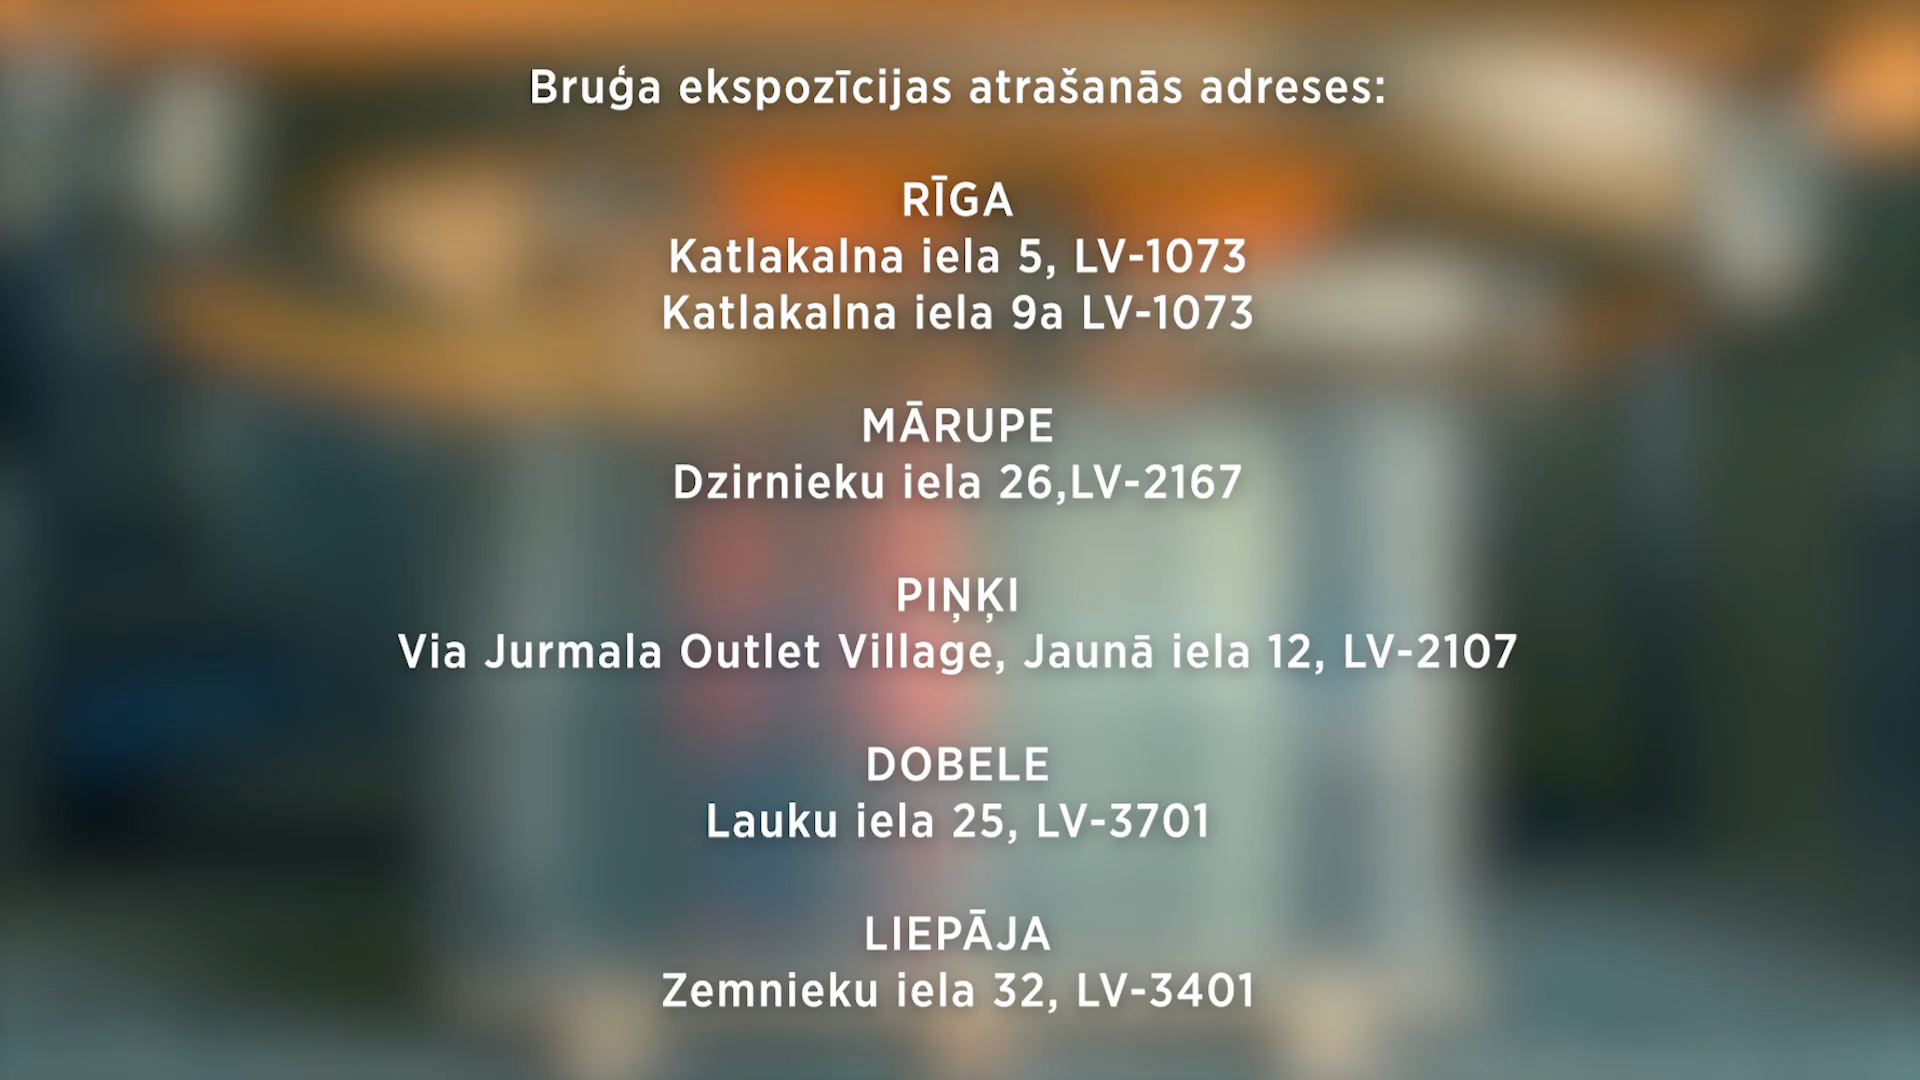 Bruģa ekspozīcijas atrašanās adreses:
RĪGA
Katlakalna iela 5, LV-1073
Katlakalna iela 9a LV-1073
MĀRUPE
Dzirnieku iela 26,LV-2167
PIŅĶI
Via Jurmala Outlet Village, Jaunā iela 12, LV-2107
DOBELE
Lauku iela 25, LV-3701
LIEPĀJA
Zemnieku iela 32, LV-3401